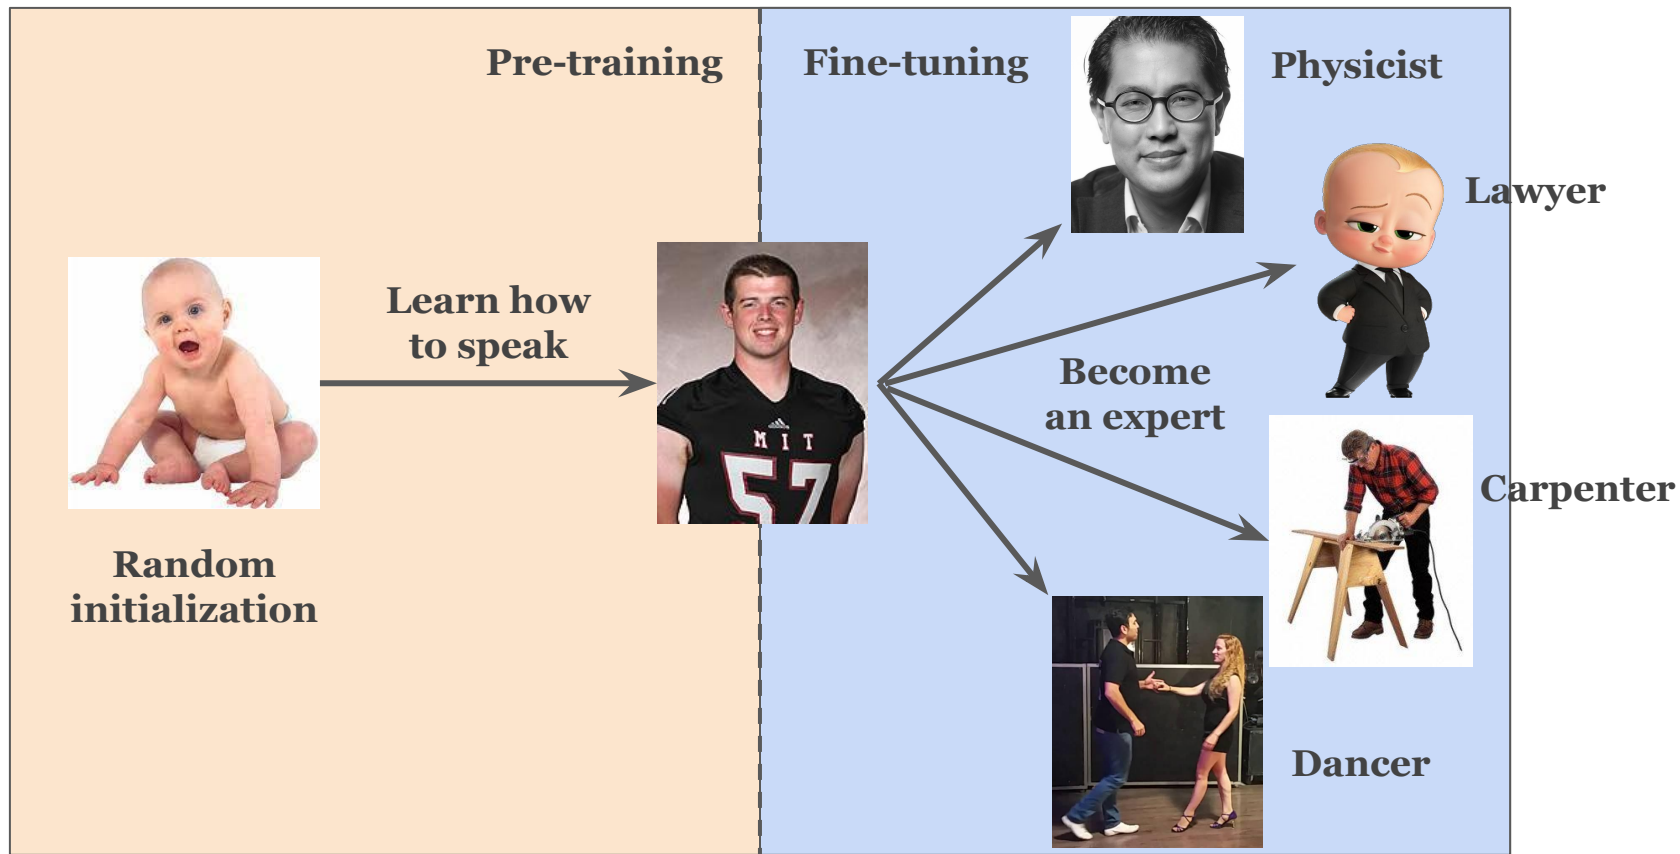 Pre-training
Fine-tuning
Physicist
Lawyer
Learn how
to speak
Become
an expert
MIT
57
Carpenter
Random
initialization
Dancer